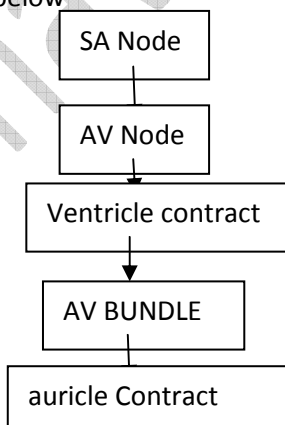 below
SA Node
AV Node
Ventricle contract
AV BUNDLE
auricle Contract